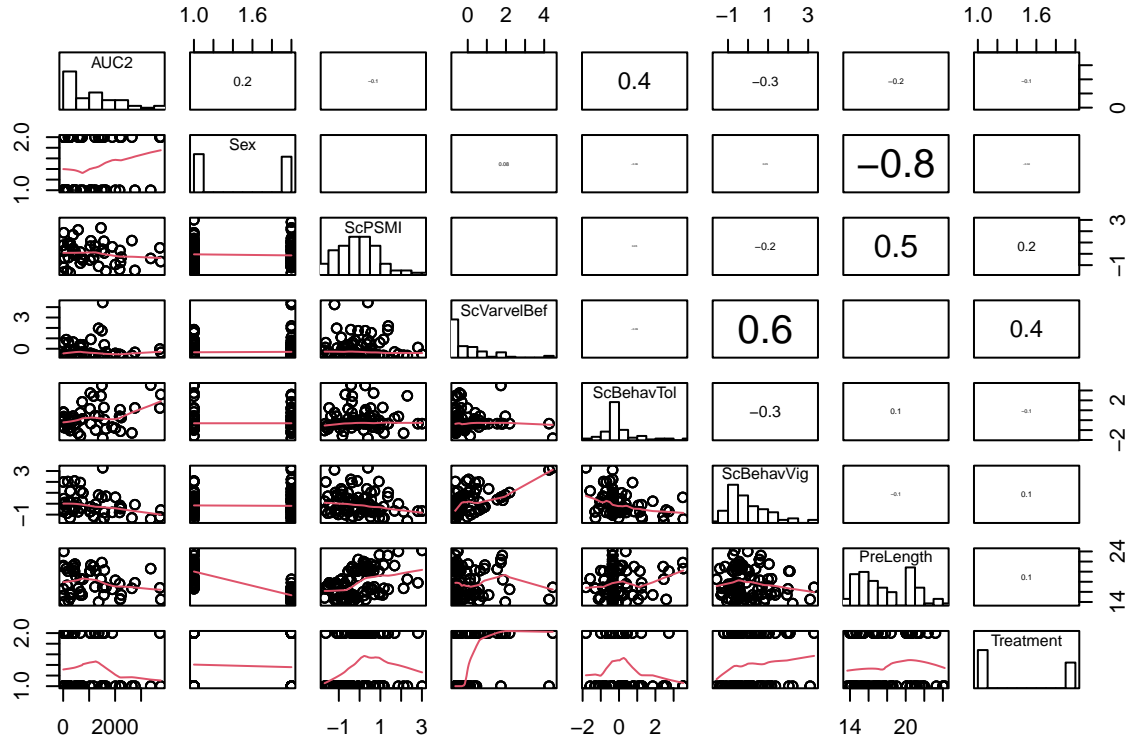 1.0 1.6 0 2 4 −1 1 3 1.0 1.6
AUC2 0.2 −0.1 0.4 −0.3 −0.2 −0.1 0
1.0 2.0 Sex 0.08 −0.8
ScPSMI −0.2 0.5 0.2 −1 3
0 3 ScVarvelBef 0.6 0.4
ScBehavTol −0.3 0.1 −0.1 −2 2
−1 3 ScBehavVig −0.1 0.1
PreLength 0.1 14 24
1.0 2.0 Treatment
0 2000 −1 1 3 −2 0 2 14 20